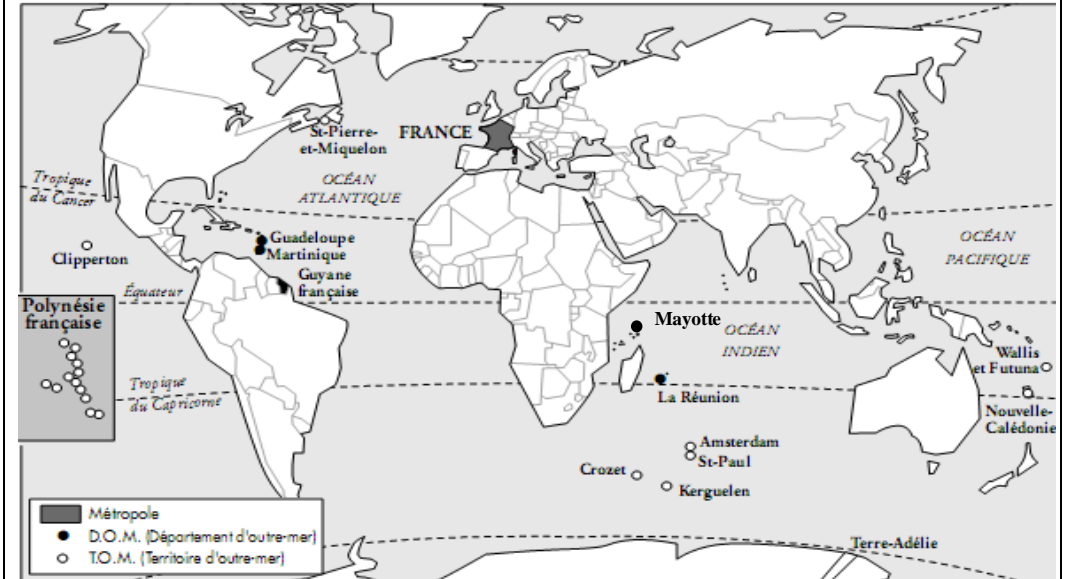 St-Pierre-
et-Miquelon
FRANCE
OCÉAN
ATLANTIQUE
Tropique
du Cancer
Clipperton
Guadeloupe
Martinique
Guyane
française
Équateur
OCÉAN
PACIFIQUE
Polynésie
française
Mayotte
OCÉAN
INDIEN
Wallis
et Futuna
Tropique
du Capricorne
La Réunion
Nouvelle-
Calédonie
Amsterdam
St-Paul
Crozet
Kerguelen
Terre-Adélie
Métropole
D.O.M. (Département d'outre-mer)
T.O.M. (Territoire d'outre-mer)